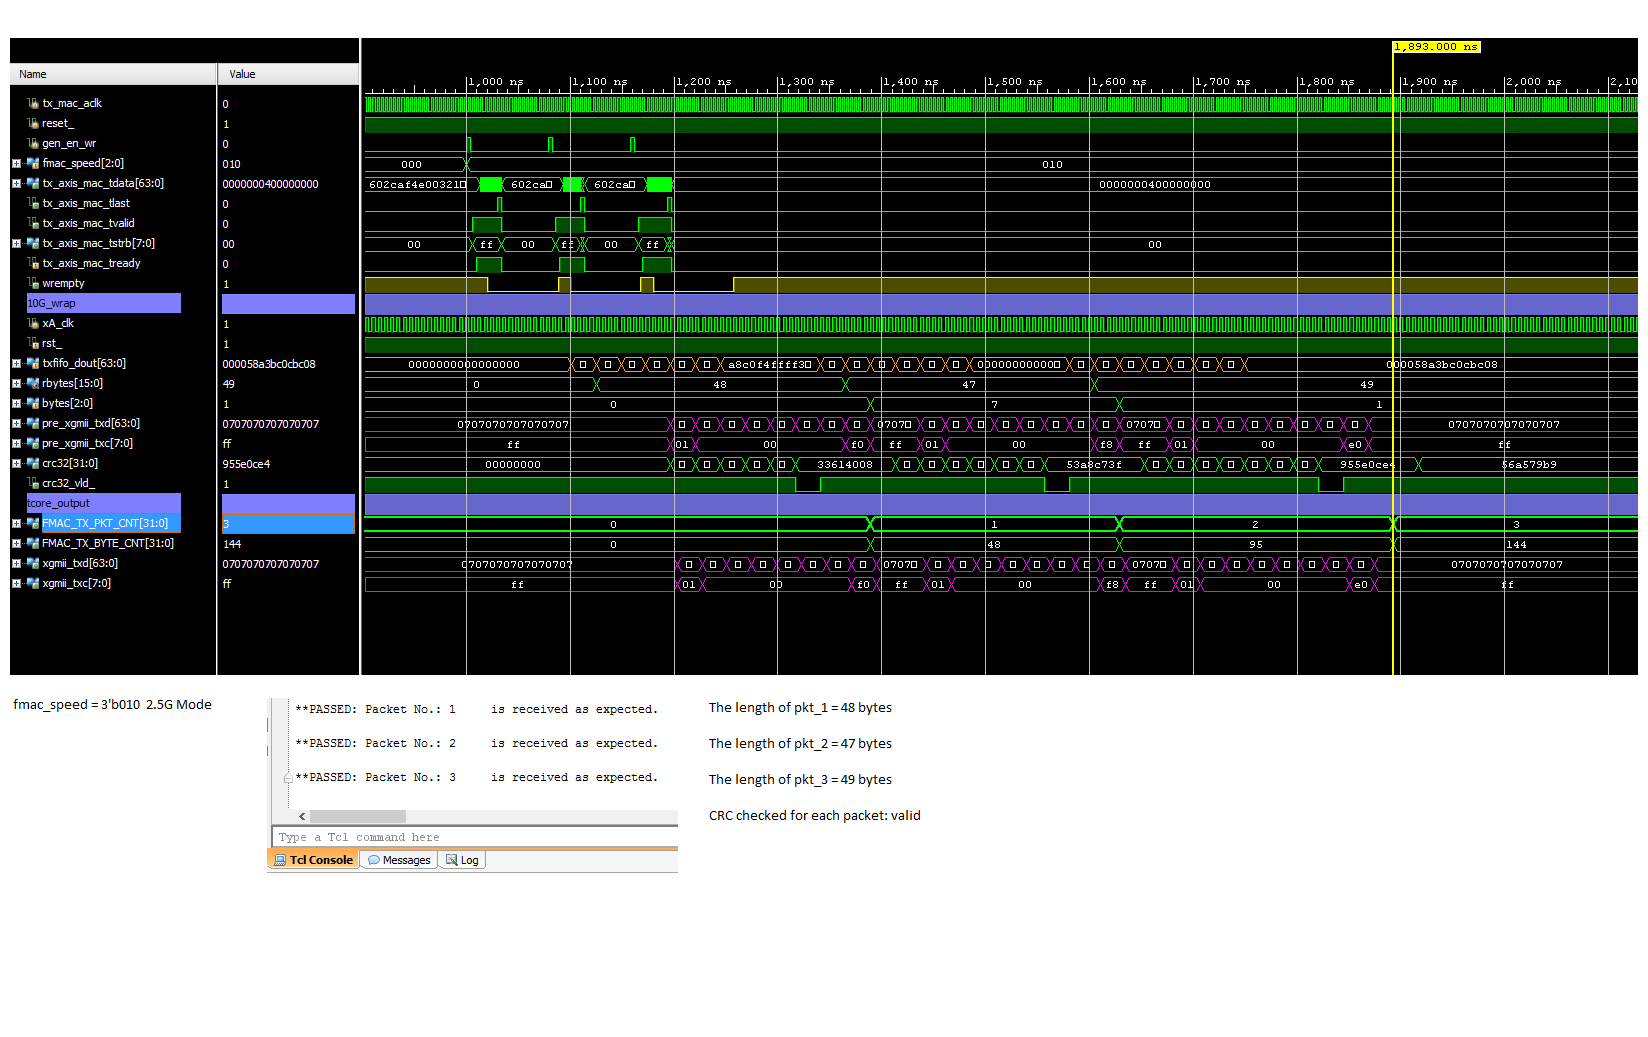 1,893.000 ns
Name Value
1,000 ns 1,100 ns 1,200 ns 1,300 ns 1,400 ns 1,500 ns 1,600 ns 1,700 ns 1,800 ns 1,900 ns 2,000 ns 2,10
tx_mac_aclk 0
reset_ 1
gen_en_wr 0
fmac_speed[2:0] 010 000 010
tx_axis_mac_tdata[63:0] 0000000400000000 602caf4e00321 602ca 602ca 0000000400000000
tx_axis_mac_tlast 0
tx_axis_mac_tvalid 0
tx_axis_mac_tstrb[7:0] 00 00 ff 00 ff 00 ff 00
tx_axis_mac_tready 0
wrempty 1
10G_wrap
xA_clk 1
rst_ 1
txfifo_dout[63:0] 000058a3bc0cbc08 0000000000000000 a8c0f4ffff3 00000000000 000058a3bc0cbc08
rbytes[15:0] 49 0 48 47 49
bytes[2:0] 1 0 7 1
pre_xgmii_txd[63:0] 0707070707070707 0707070707070707 0707 0707 0707070707070707
pre_xgmii_txc[7:0] ff ff 01 00 f0 ff 01 00 f8 ff 01 00 e0 ff
crc32[31:0] 955e0ce4 00000000 33614008 53a8c73f 955e0ce4 56a579b9
crc32_vld_ 1
tcore_output
FMAC_TX_PKT_CNT[31:0] 3 0 1 2 3
FMAC_TX_BYTE_CNT[31:0] 144 0 48 95 144
xgmii_txd[63:0] 0707070707070707 0707070707070707 0707 0707 0707070707070707
xgmii_txc[7:0] ff ff 01 00 f0 ff 01 00 f8 ff 01 00 e0 ff
fmac_speed = 3'b010 2.5G Mode
**PASSED: Packet No.: 1 is received as expected.
The length of pkt_1 = 48 bytes
**PASSED: Packet No.: 2 is received as expected.
The length of pkt_2 = 47 bytes
**PASSED: Packet No.: 3 is received as expected.
The length of pkt_3 = 49 bytes
CRC checked for each packet: valid
Type a Tcl command here
Tcl Console Messages Log